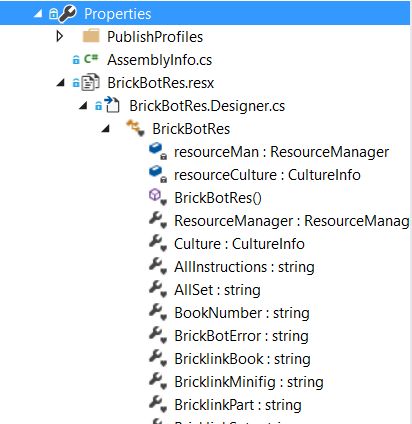 Properties
PublishProfiles
C# AssemblyInfo.cs
BrickBotRes.resx
BrickBotRes.Designer.cs
BrickBotRes
resourceMan : ResourceManager
resourceCulture : CultureInfo
BrickBotRes()
ResourceManager : ResourceManag
Culture : CultureInfo
AllInstructions : string
AllSet : string
BookNumber : string
BrickBotError : string
BricklinkBook : string
BricklinkMinifig : string
BricklinkPart : string